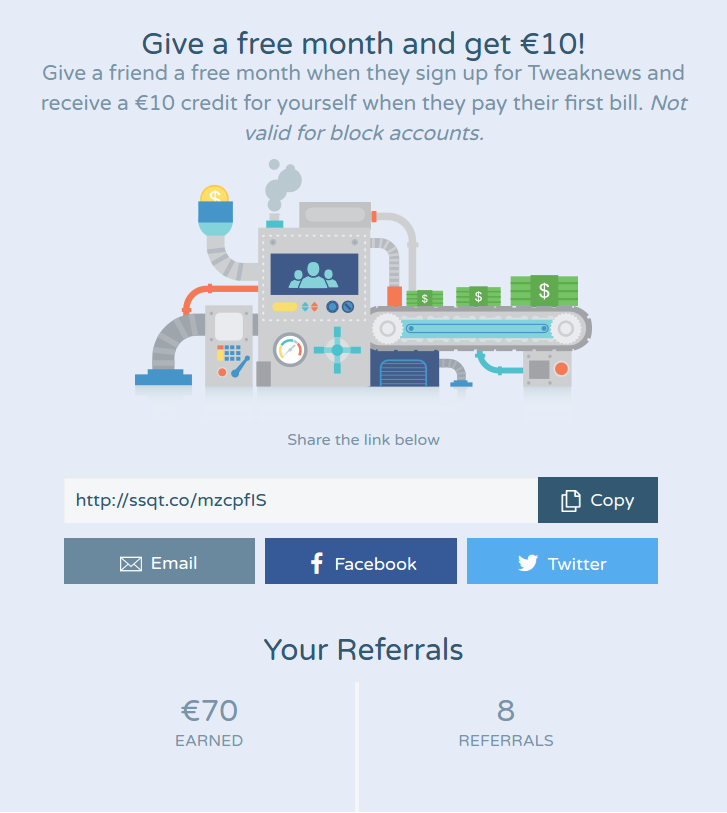 Give a free month and get €10!
Give a friend a free month when they sign up for Tweaknews and
receive a €10 credit for yourself when they pay their first bill. Not
valid for block accounts.
$
$
$
$
Share the link below
http://ssqt.co/mzcpfIS
Copy
Email
Facebook
Twitter
Your Referrals
€70
EARNED
8
REFERRALS